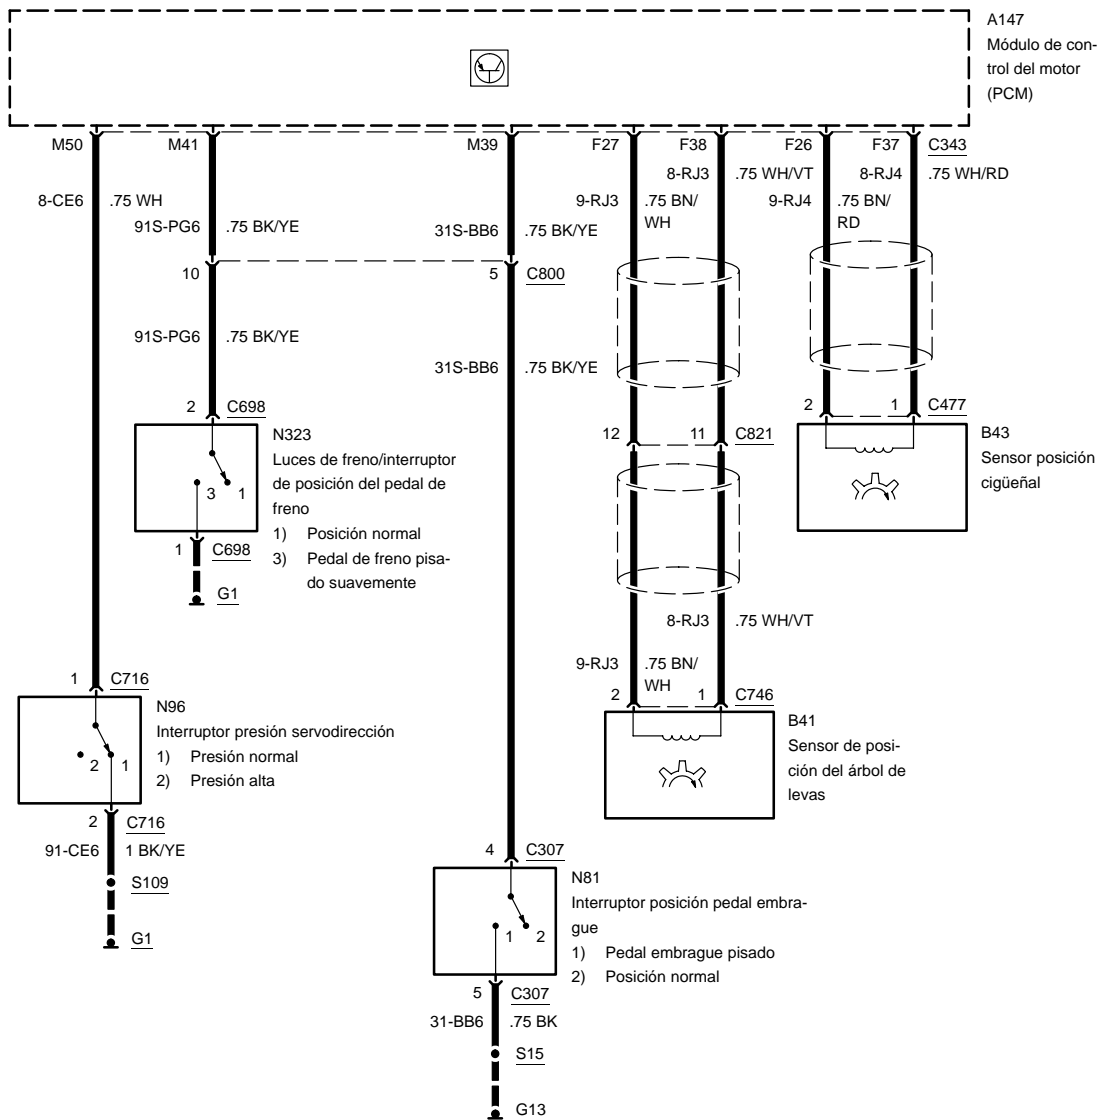 A147
Módulo de con-
trol del motor
(PCM)
M50 M41 M39 F27 F38 F26 F37 C343
8-RJ3 .75 WH/VT 8-RJ4 .75 WH/RD
8-CE6 .75 WH 9-RJ3 .75 BN/ 9-RJ4 .75 BN/
WH RD
91S-PG6 .75 BK/YE 31S-BB6 .75 BK/YE
10 5 C800
91S-PG6 .75 BK/YE
31S-BB6 .75 BK/YE
2 C698 2 1 C477
N323
Luces de freno/interruptor
de posición del pedal de
freno
1) Posición normal
3) Pedal de freno pisa-
do suavemente
3 1
12 11 C821
B43
Sensor posición
cigüeñal
1 C698
G1
8-RJ3 .75 WH/VT
9-RJ3 .75 BN/
WH
1 C716 2 1 C746
N96
Interruptor presión servodirección
1) Presión normal
2) Presión alta
2 1
B41
Sensor de posi-
ción del árbol de
levas
2 C716
91-CE6 1 BK/YE
S109
G1
4 C307
N81
Interruptor posición pedal embra-
gue
1) Pedal embrague pisado
2) Posición normal
1 2
5 C307
31-BB6 .75 BK
S15
G13